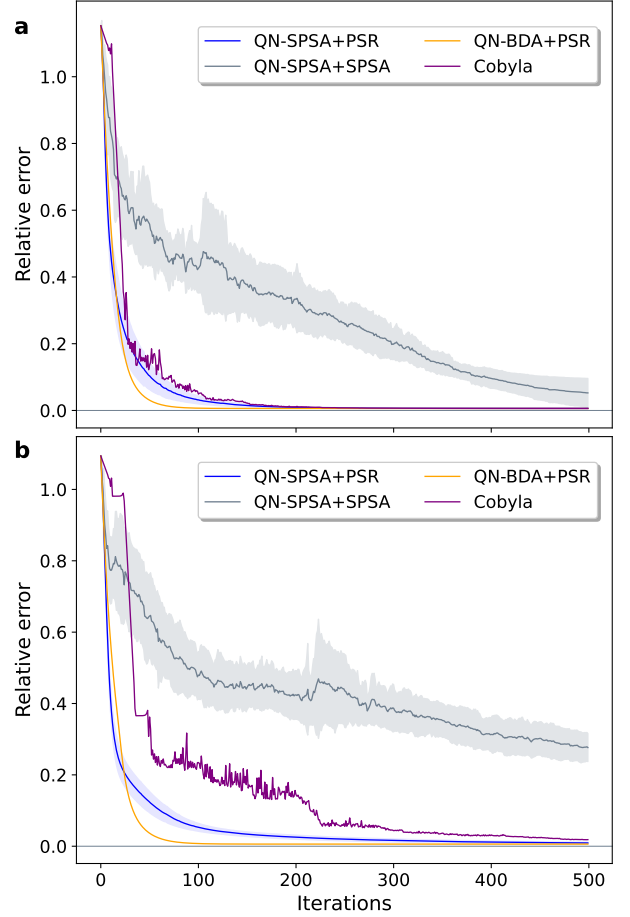 a
QN-SPSA+PSR QN-BDA+PSR
QN-SPSA+SPSA Cobyla
Relative error
1.0
0.8
0.6
0.4
0.2
0.0
b
QN-SPSA+PSR QN-BDA+PSR
QN-SPSA+SPSA Cobyla
Relative error
1.0
0.8
0.6
0.4
0.2
0.0
0 100 200 300 400 500
Iterations